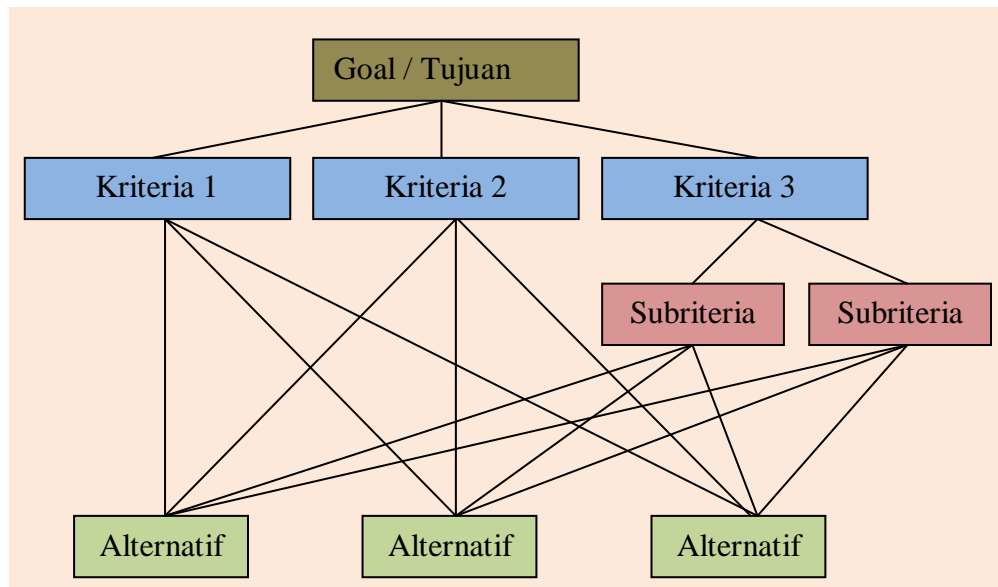 Goal / Tujuan
Kriteria 1
Kriteria 2
Kriteria 3
Subriteria
Subriteria
Alternatif
Alternatif
Alternatif